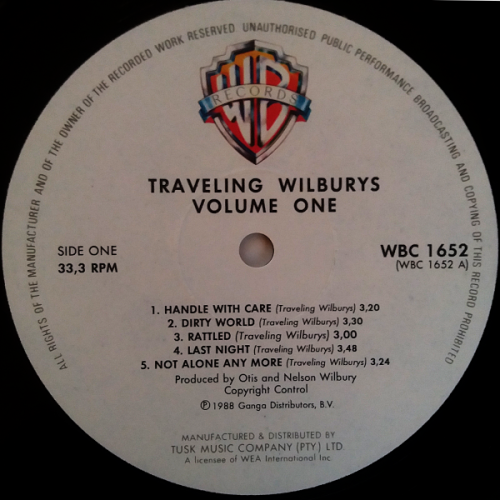 ALL RIGHTS OF THE MANUFACTURER AND OF THE OWNER OF THE RECORDED WORK RESERVED UNAUTHORISED PUBLIC PERFORMANCE BROADCASTING AND COPYING OF THIS RECORD PROHIBITED
WB
RECORDS
TRAVELING WILBURYS
VOLUME ONE
SIDE ONE
33,3 RPM
WBC 1652
(WBC 1652 A)
1. HANDLE WITH CARE (Traveling Wilburys) 3,20
2. DIRTY WORLD (Traveling Wilburys) 3,30
3. RATTLED (Traveling Wilburys) 3,00
4. LAST NIGHT (Traveling Wilburys) 3,48
5. NOT ALONE ANY MORE (Traveling Wilburys) 3,24
Produced by Otis and Nelson Wilbury
Copyright Control
℗ 1988 Ganga Distributors, B.V.
MANUFACTURED & DISTRIBUTED BY
TUSK MUSIC COMPANY (PTY) LTD
A licensee of WEA International Inc.